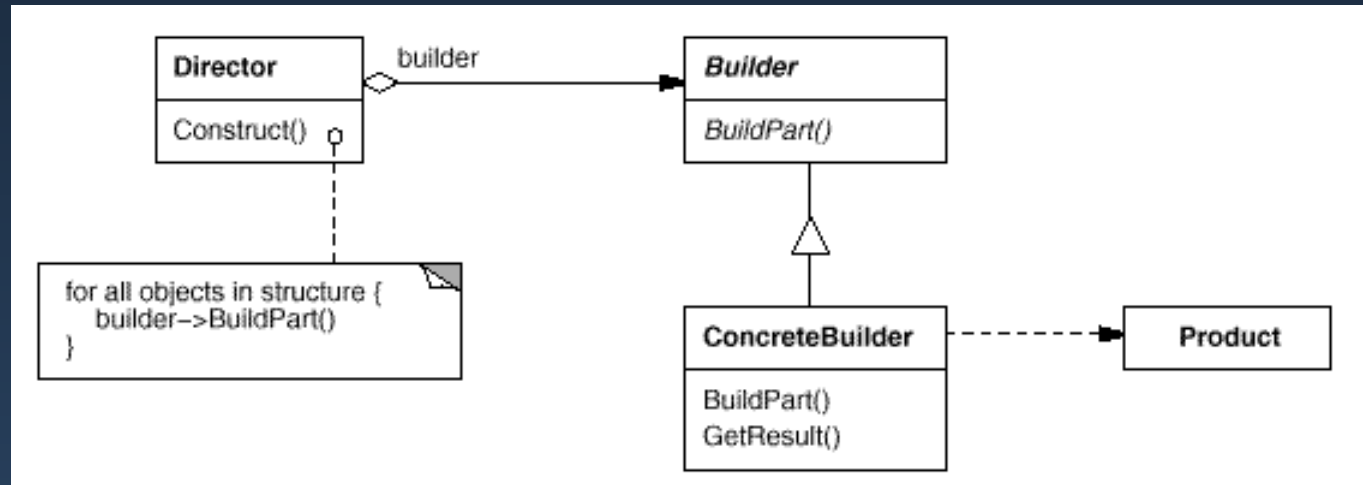 Director
Construct()
builder
Builder
BuildPart()
for all objects in structure {
builder->BuildPart()
}
ConcreteBuilder
BuildPart()
GetResult()
Product